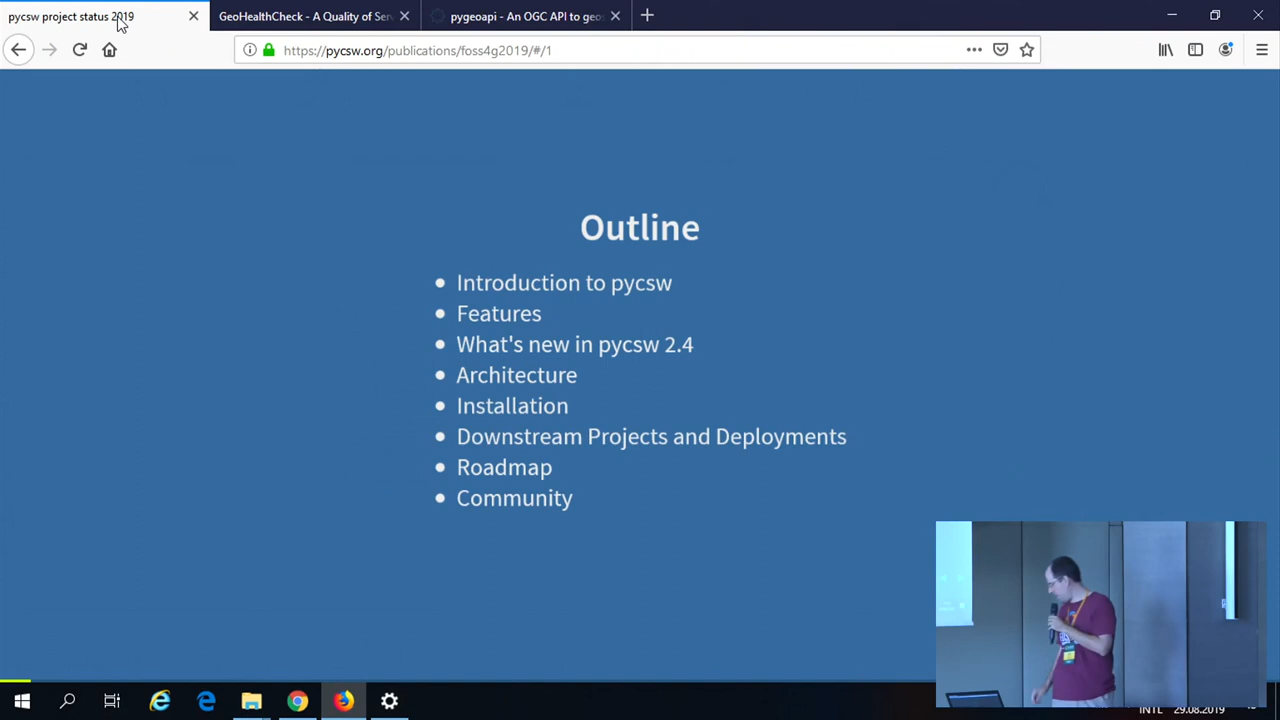 pycsw project status 2019
GeoHealthCheck - A Quality of Ser
pygeoapi - An OGC API to geos
https://pycsw.org/publications/foss4g2019/#/1
Outline
Introduction to pycsw
Features
What's new in pycsw 2.4
Architecture
Installation
Downstream Projects and Deployments
Roadmap
Community
INTL 29.08.2019